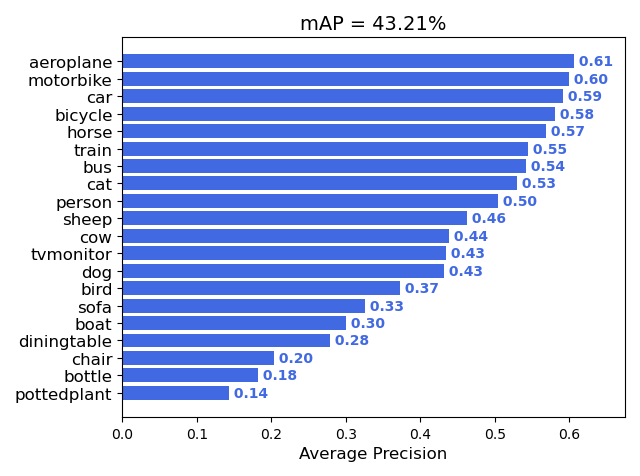 mAP = 43.21%
aeroplane 0.61
motorbike 0.60
car 0.59
bicycle 0.58
horse 0.57
train 0.55
bus 0.54
cat 0.53
person 0.50
sheep 0.46
cow 0.44
tvmonitor 0.43
dog 0.43
bird 0.37
sofa 0.33
boat 0.30
diningtable 0.28
chair 0.20
bottle 0.18
pottedplant 0.14
0.0 0.1 0.2 0.3 0.4 0.5 0.6
Average Precision